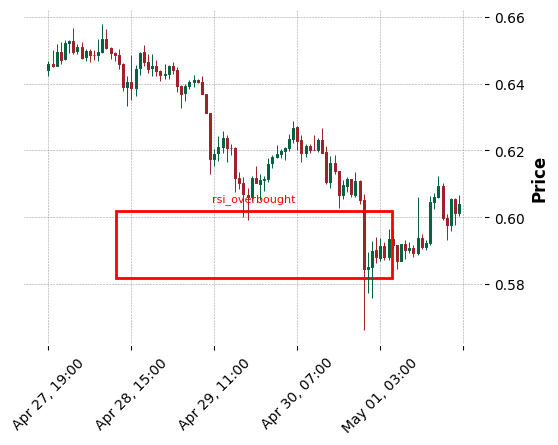 0.66
0.64
0.62
rsi_overbought
0.60
0.58
Price
Apr 27, 19:00
Apr 28, 15:00
Apr 29, 11:00
Apr 30, 07:00
May 01, 03:00